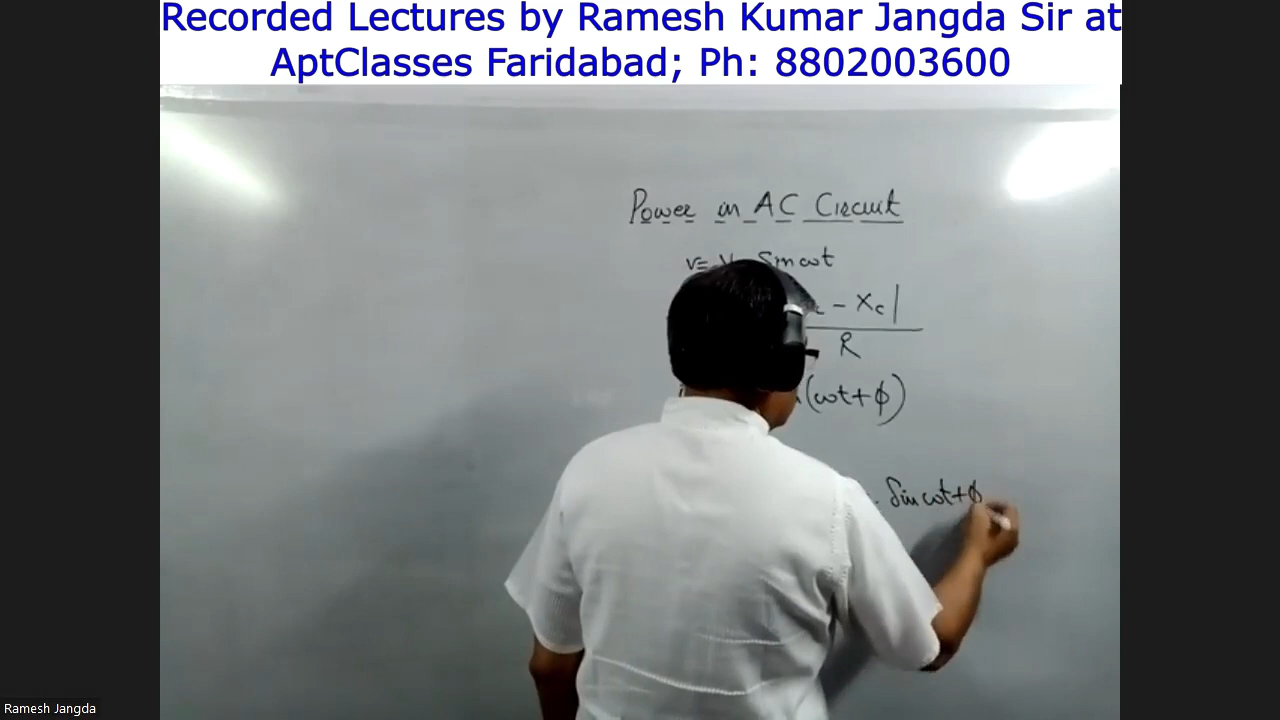 Recorded Lectures by Ramesh Kumar Jangda Sir at
AptClasses Faridabad; Ph: 8802003600
Power in AC Circuit
v= Sin ωt
- Xc|
R
(ωt+ϕ)
Sin ωt+ϕ
Ramesh Jangda